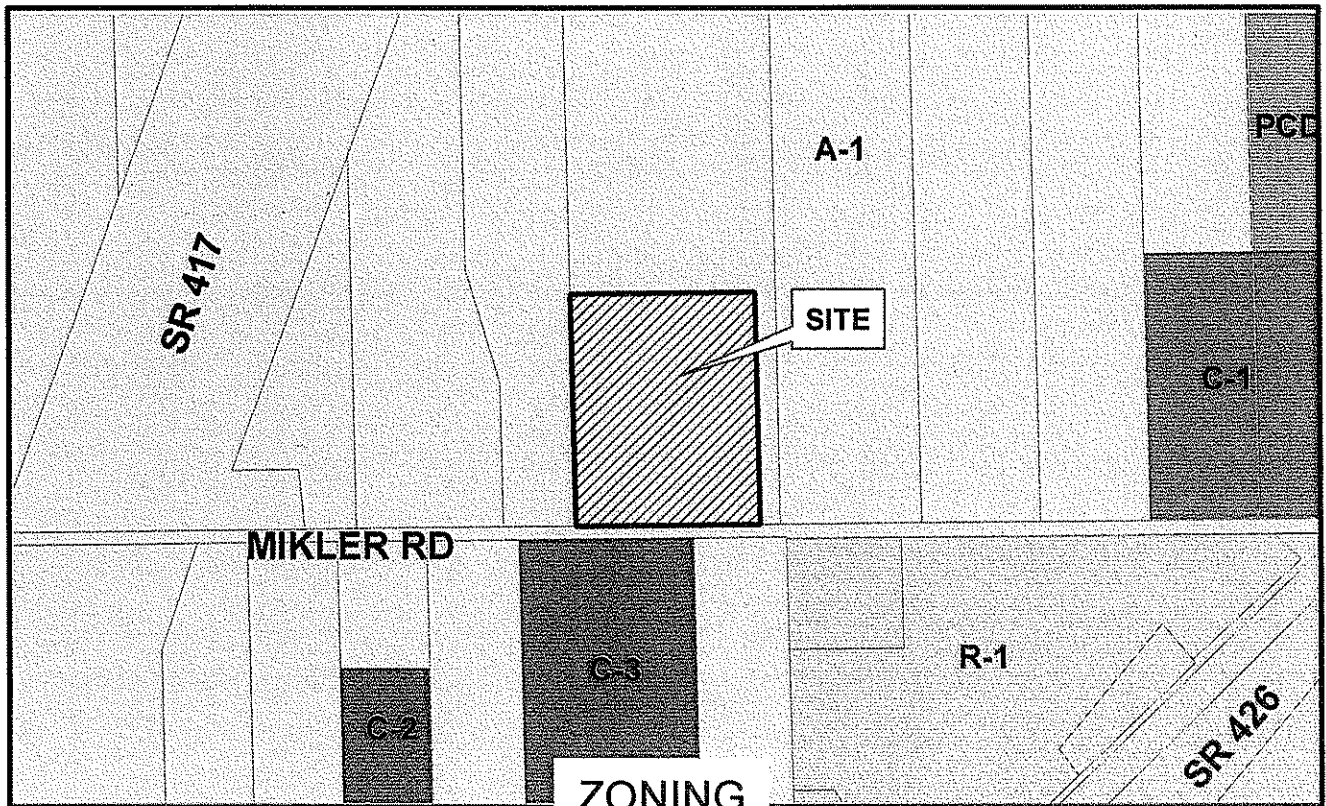 PCD
A-1
SR 417
SITE
C-1
MIKLER RD
C-3
R-1
C-2
SR 426
ZONING